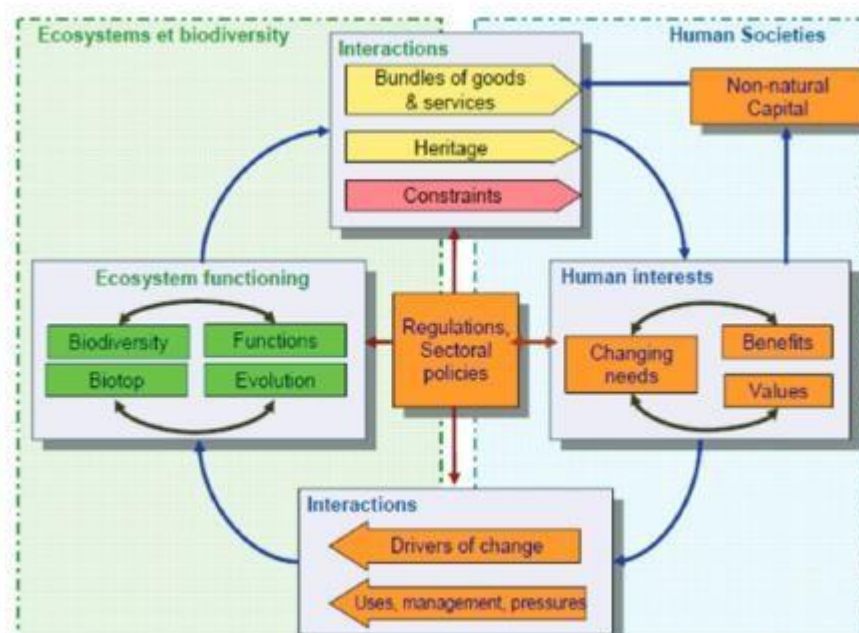 Ecosystems et biodiversity
Human Societies
Interactions
Bundles of goods
& services
Heritage
Constraints
Non-natural
Capital
Ecosystem functioning
Biodiversity
Functions
Biotop
Evolution
Regulations,
Sectoral
policies
Human interests
Changing
needs
Benefits
Values
Interactions
Drivers of change
Uses, management, pressures